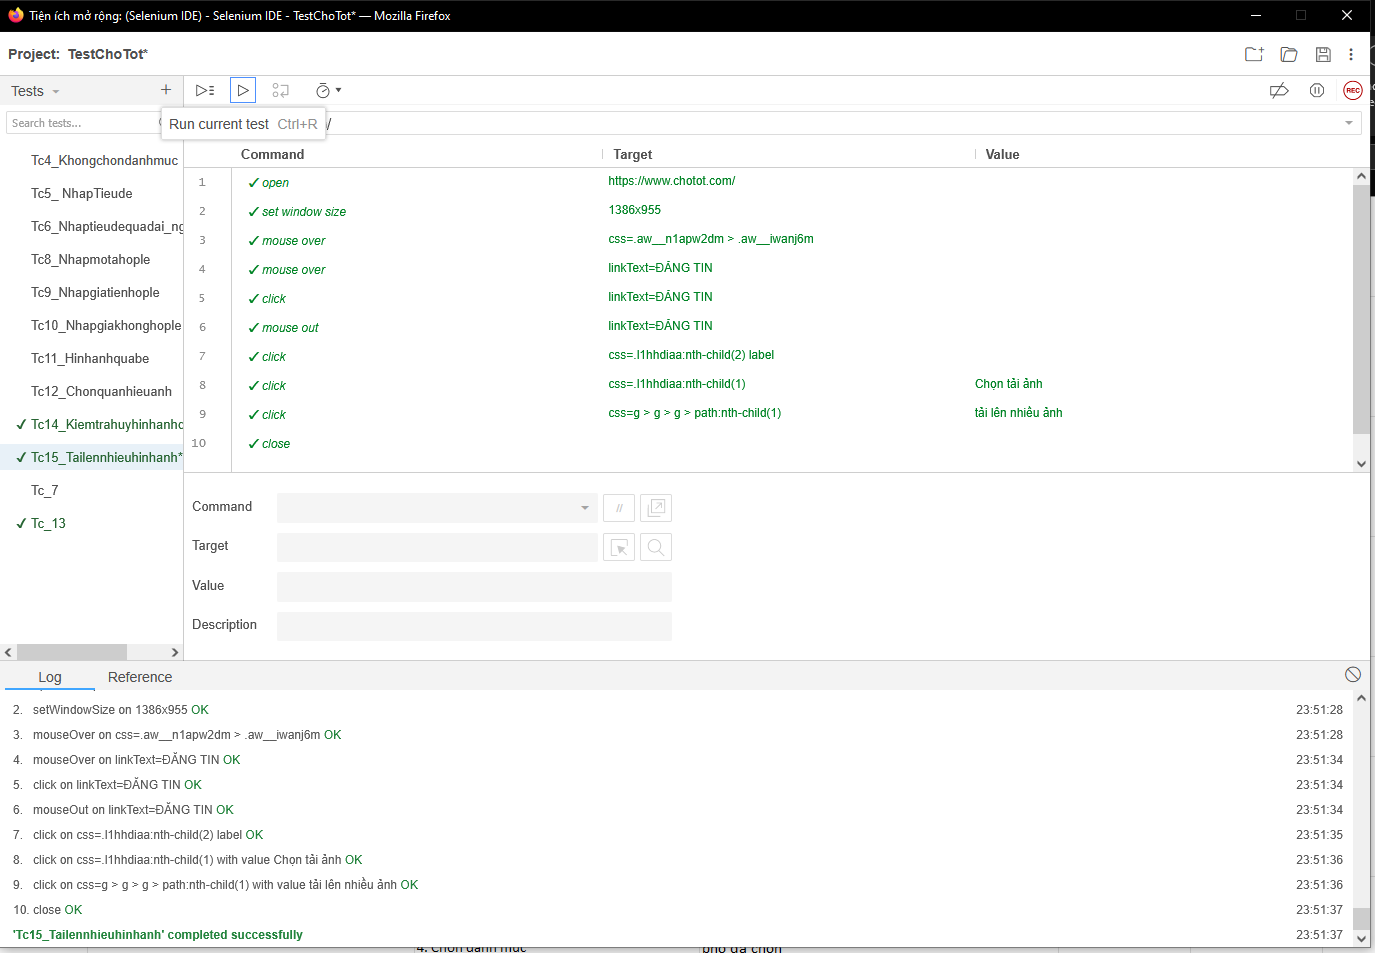 Tiện ích mở rộng: (Selenium IDE) - Selenium IDE - TestChoTot* — Mozilla Firefox
Project: TestChoTot*
Tests
Search tests...
Run current test Ctrl+R
/
REC
Command Target Value
Tc4_Khongchondanhmuc
Tc5_ NhapTieude
Tc6_Nhaptieudequadai_ng
Tc8_Nhapmotahople
Tc9_Nhapgiatienhople
Tc10_Nhapgiakhonghople
Tc11_Hinhanhquabe
Tc12_Chonquanhieuanh
✓ Tc14_Kiemtrahuyhinhanhc
✓ Tc15_Tailennhieuhinhanh*
Tc_7
✓ Tc_13
1 ✓ open https://www.chotot.com/
2 ✓ set window size 1386x955
3 ✓ mouse over css=.aw__n1apw2dm > .aw__iwanj6m
4 ✓ mouse over linkText=ĐĂNG TIN
5 ✓ click linkText=ĐĂNG TIN
6 ✓ mouse out linkText=ĐĂNG TIN
7 ✓ click css=.l1hhdiaa:nth-child(2) label
8 ✓ click css=.l1hhdiaa:nth-child(1) Chọn tải ảnh
9 ✓ click css=g > g > g > path:nth-child(1) tải lên nhiều ảnh
10 ✓ close
Command //
Target
Value
Description
Log Reference
2. setWindowSize on 1386x955 OK 23:51:28
3. mouseOver on css=.aw__n1apw2dm > .aw__iwanj6m OK 23:51:28
4. mouseOver on linkText=ĐĂNG TIN OK 23:51:34
5. click on linkText=ĐĂNG TIN OK 23:51:34
6. mouseOut on linkText=ĐĂNG TIN OK 23:51:34
7. click on css=.l1hhdiaa:nth-child(2) label OK 23:51:35
8. click on css=.l1hhdiaa:nth-child(1) with value Chọn tải ảnh OK 23:51:36
9. click on css=g > g > g > path:nth-child(1) with value tải lên nhiều ảnh OK 23:51:36
10. close OK 23:51:37
'Tc15_Tailennhieuhinhanh' completed successfully 23:51:37
4. Chọn danh mục
phố đã chọn